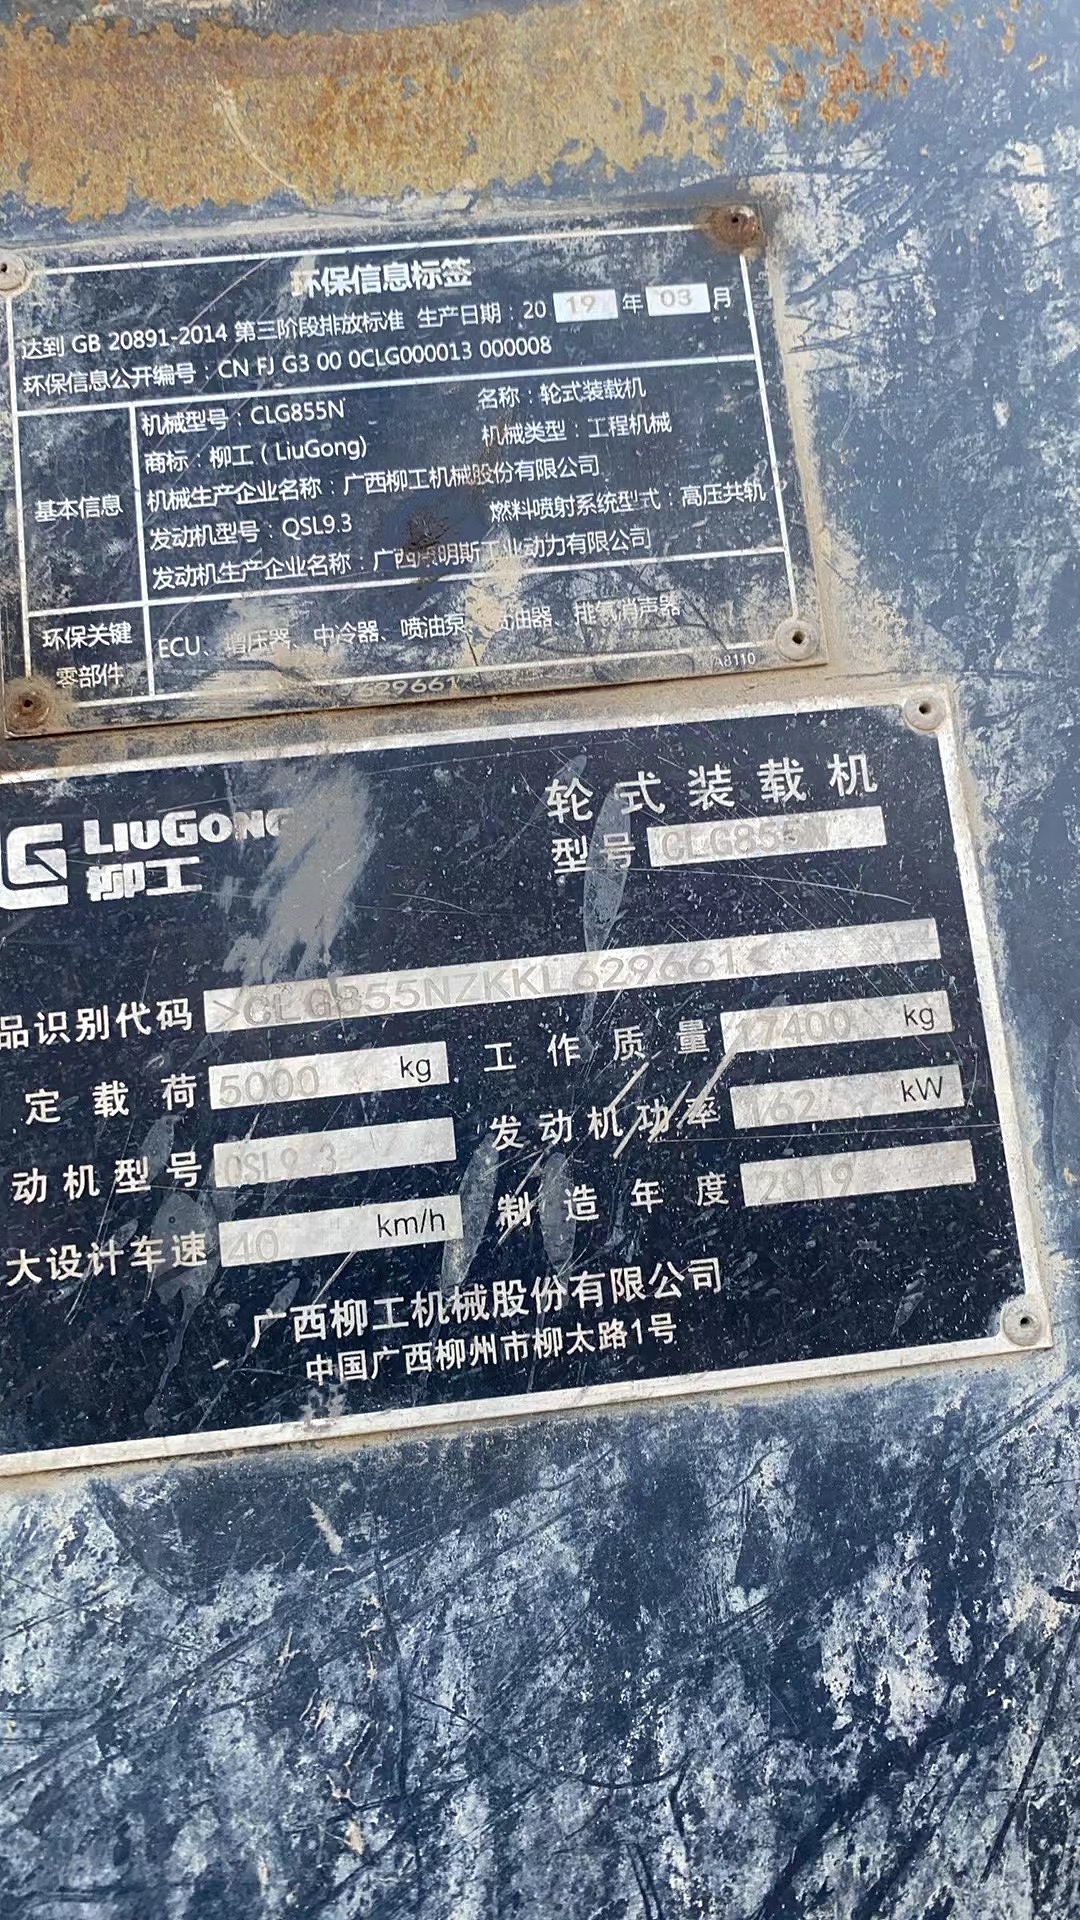 环保信息标签
达到 GB 20891-2014 第三阶段排放标准 生产日期：20 19 年 03 月
环保信息公开编号：CN FJ G3 00 0CLG000013 000008
基本信息
机械型号：CLG855N 名称：轮式装载机
商标：柳工（LiuGong) 机械类型：工程机械
机械生产企业名称：广西柳工机械股份有限公司
发动机型号：QSL9.3 燃料喷射系统型式：高压共轨
发动机生产企业名称：广西康明斯工业动力有限公司
环保关键零部件
ECU、增压器、中冷器、喷油泵、喷油器、排气消声器
A8110
629661
LIUGONG
柳工
轮式装载机
型号 CLG855N
品识别代码 >CLG855NZKKL629661<
定载荷 5000 kg 工作质量 17400 kg
动机型号 QSL9.3 发动机功率 162 kW
大设计车速 40 km/h 制造年度 2019
广西柳工机械股份有限公司
中国广西柳州市柳太路1号